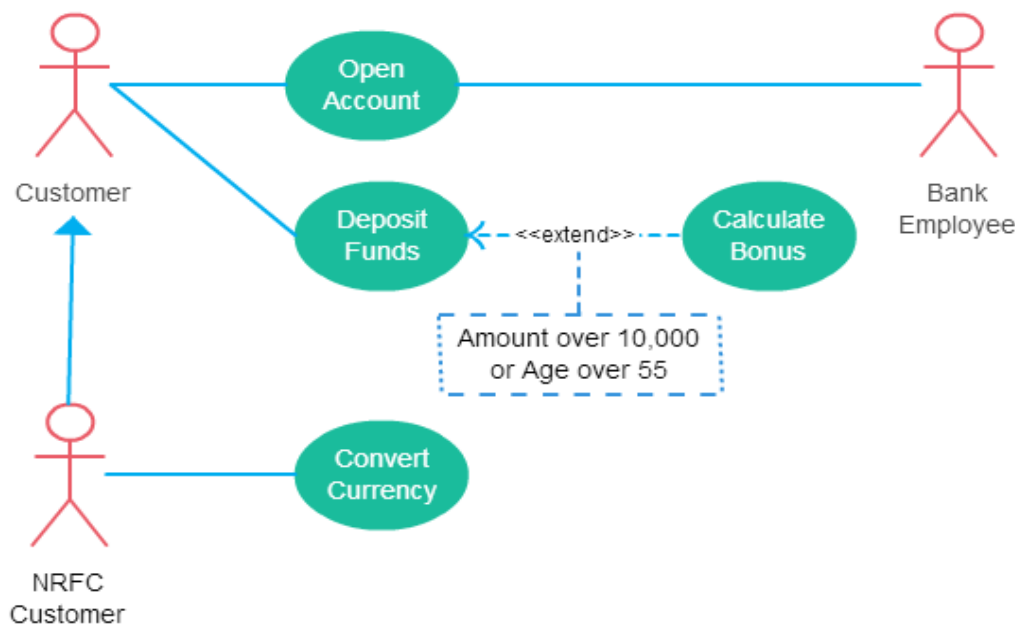 Open
Account
Customer
Bank
Employee
Deposit
Funds
<<extend>>
Calculate
Bonus
Amount over 10,000
or Age over 55
Convert
Currency
NRFC
Customer